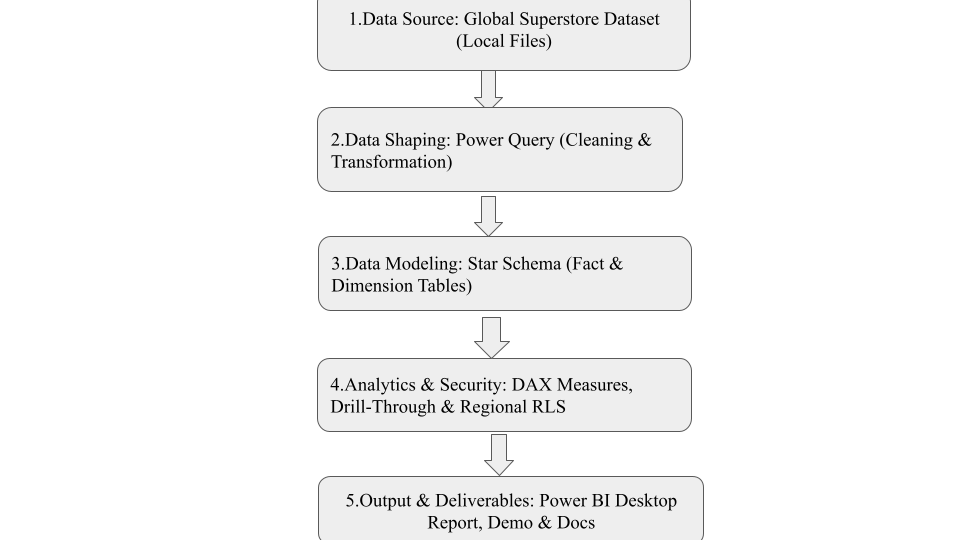 1.Data Source: Global Superstore Dataset
(Local Files)
2.Data Shaping: Power Query (Cleaning &
Transformation)
3.Data Modeling: Star Schema (Fact &
Dimension Tables)
4.Analytics & Security: DAX Measures,
Drill-Through & Regional RLS
5.Output & Deliverables: Power BI Desktop
Report, Demo & Docs